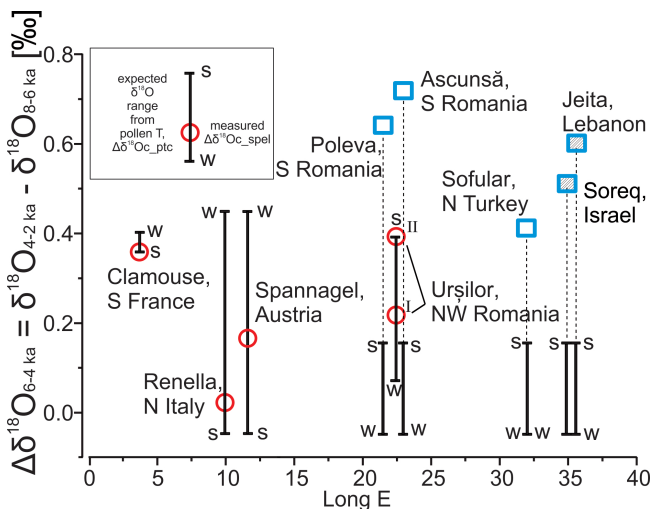 Δδ¹⁸O6-4 ka = δ¹⁸O4-2 ka - δ¹⁸O8-6 ka [‰]
0.8
0.6
0.4
0.2
0.0
expected
δ¹⁸O
range
from
pollen T,
Δδ¹⁸Oc_ptc
S
W
measured
Δδ¹⁸Oc_spel
Ascunsă,
S Romania
Poleva,
S Romania
Jeita,
Lebanon
Sofular,
N Turkey
Soreq,
Israel
W
S
Clamouse,
S France
W W
Spannagel,
Austria
Renella,
N Italy
S S
S
II
I
W
Urșilor,
NW Romania
S S
W W
S
W
S S
W W
0 5 10 15 20 25 30 35 40
Long E